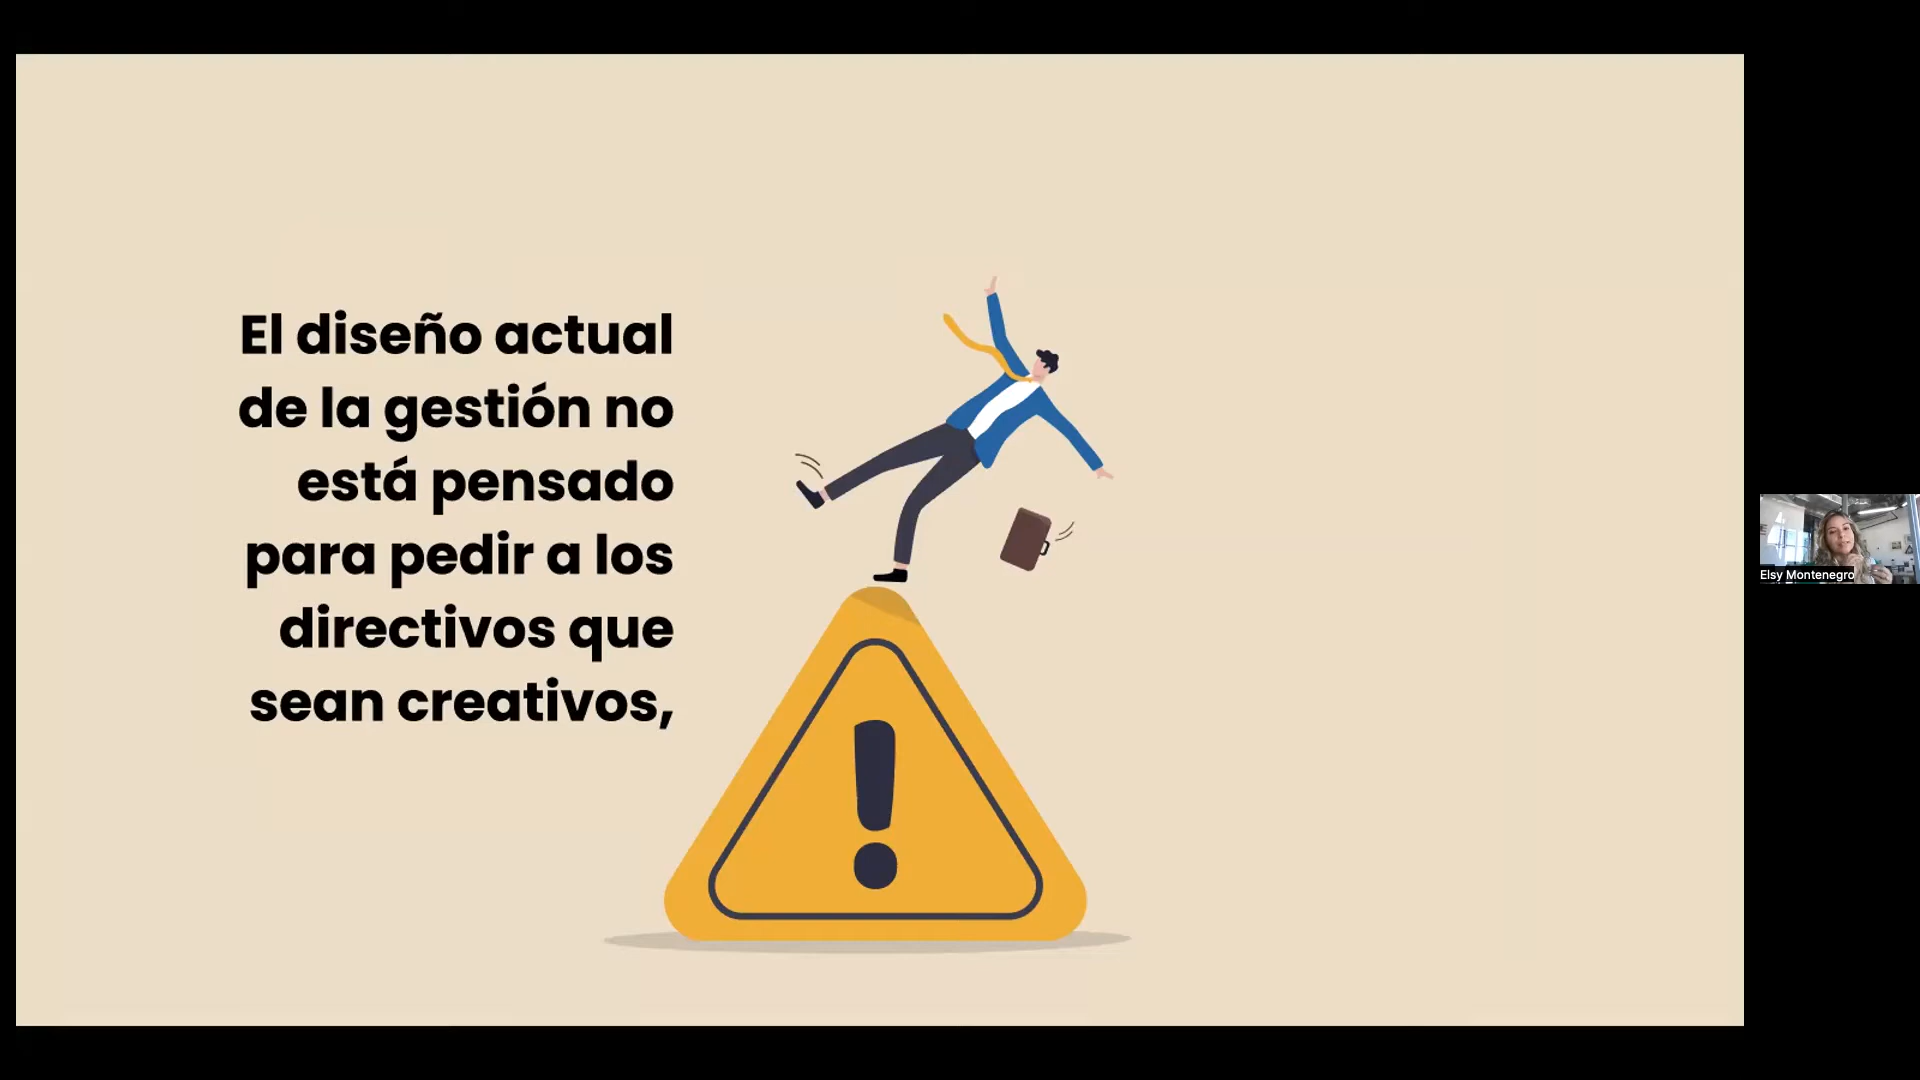 El diseño actual
de la gestión no
está pensado
para pedir a los
directivos que
sean creativos,
Elsy Montenegro